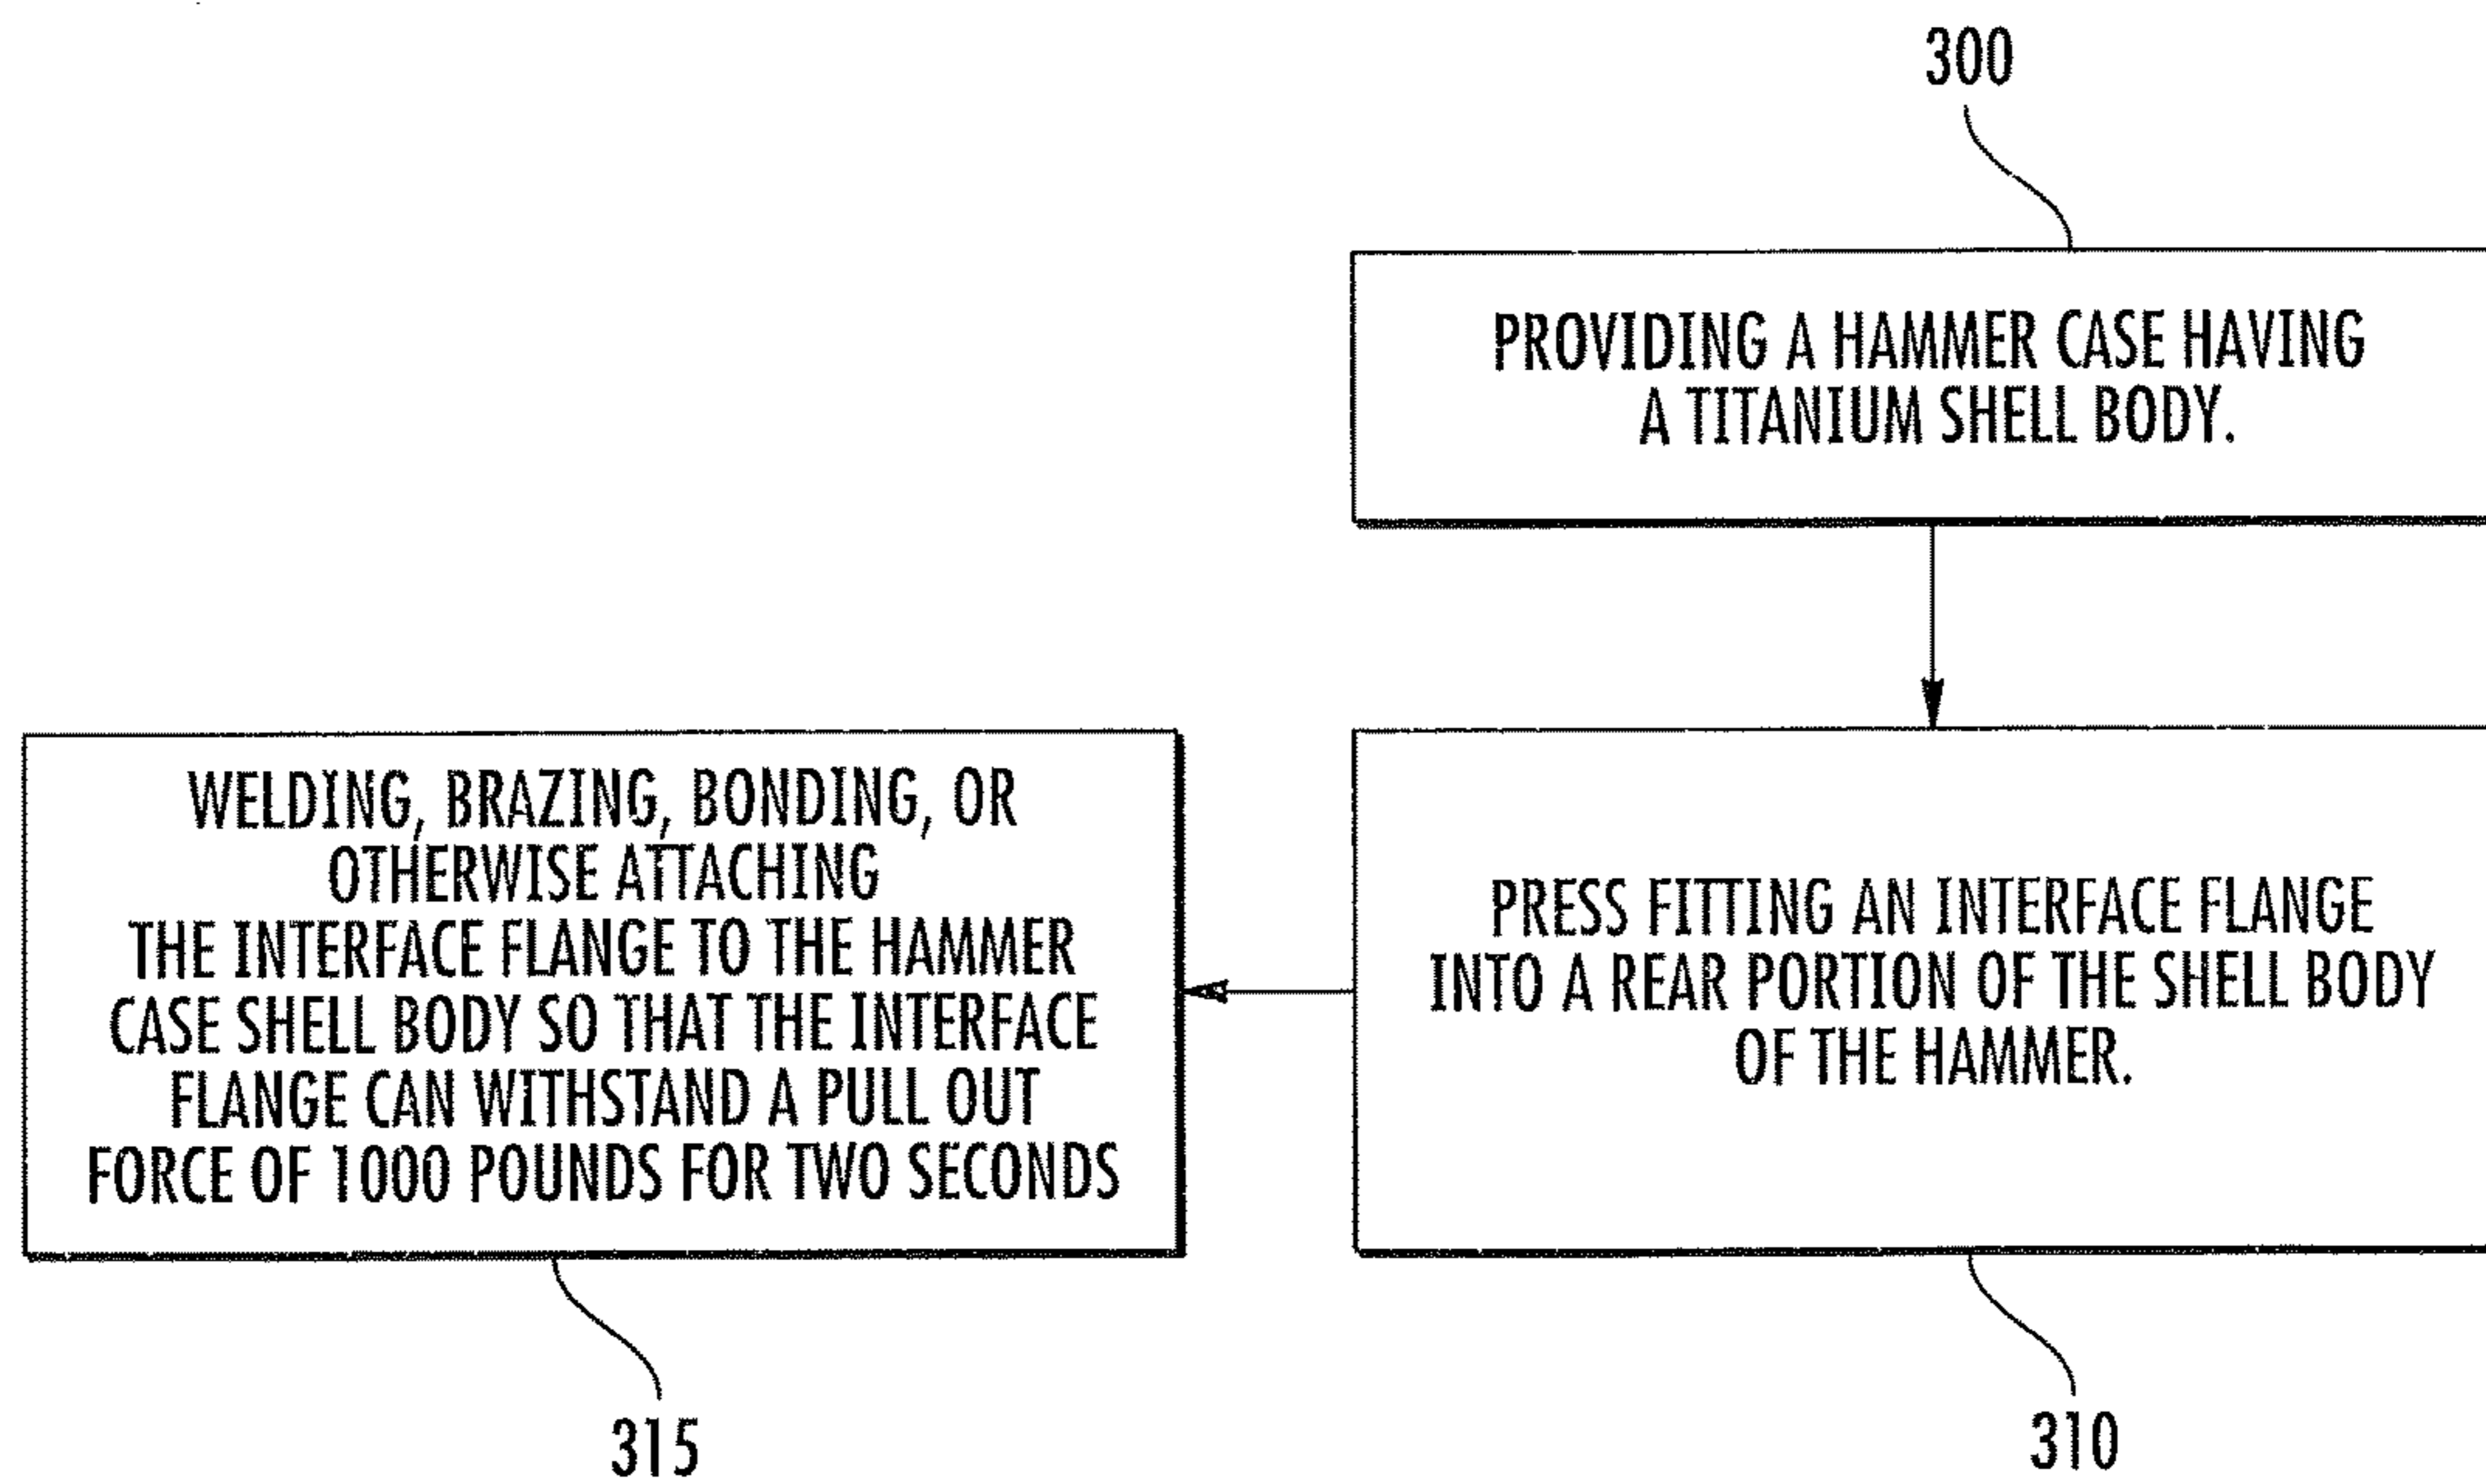 300
PROVIDING A HAMMER CASE HAVING
A TITANIUM SHELL BODY.
PRESS FITTING AN INTERFACE FLANGE
INTO A REAR PORTION OF THE SHELL BODY
OF THE HAMMER.
310
WELDING, BRAZING, BONDING, OR
OTHERWISE ATTACHING
THE INTERFACE FLANGE TO THE HAMMER
CASE SHELL BODY SO THAT THE INTERFACE
FLANGE CAN WITHSTAND A PULL OUT
FORCE OF 1000 POUNDS FOR TWO SECONDS
315